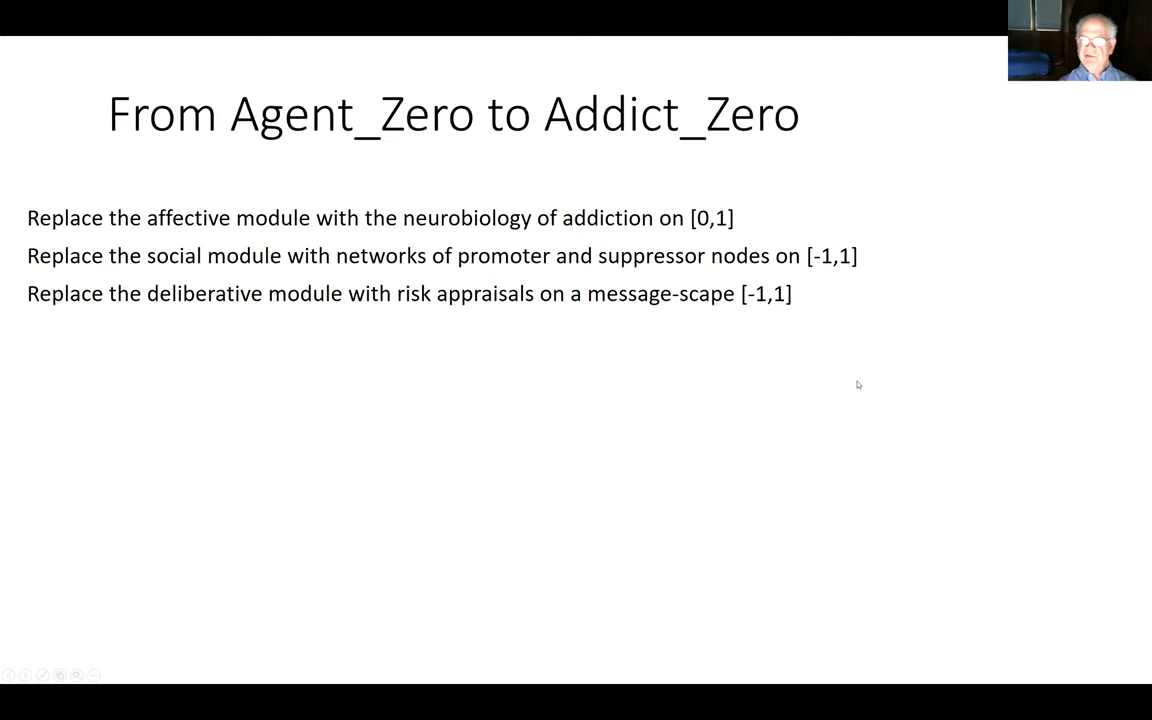 From Agent_Zero to Addict_Zero
Replace the affective module with the neurobiology of addiction on [0,1]
Replace the social module with networks of promoter and suppressor nodes on [-1,1]
Replace the deliberative module with risk appraisals on a message-scape [-1,1]